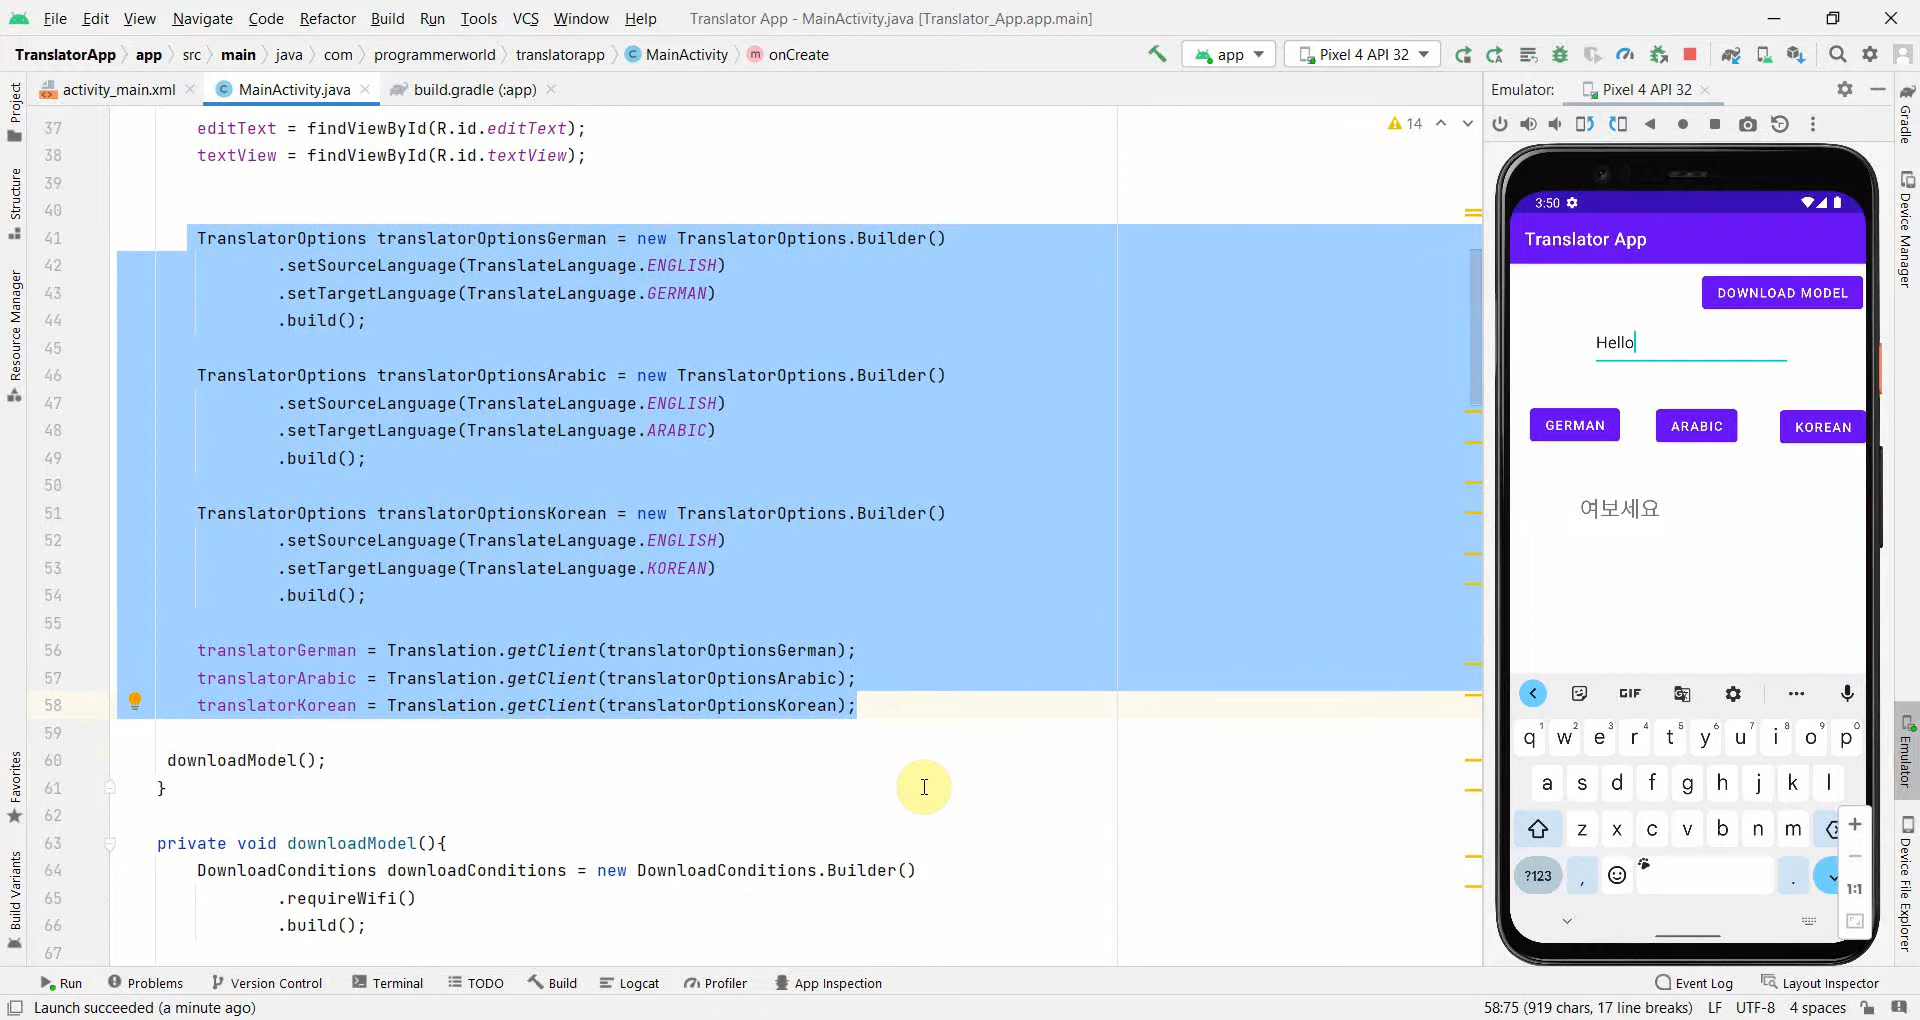 File Edit View Navigate Code Refactor Build Run Tools VCS Window Help Translator App - MainActivity.java [Translator_App.app.main]
TranslatorApp app src main java com programmerworld translatorapp MainActivity onCreate app Pixel 4 API 32
activity_main.xml MainActivity.java build.gradle (:app) Emulator: Pixel 4 API 32
14
37 editText = findViewById(R.id.editText);
38 textView = findViewById(R.id.textView);
39
40
41 TranslatorOptions translatorOptionsGerman = new TranslatorOptions.Builder()
42 .setSourceLanguage(TranslateLanguage.ENGLISH)
43 .setTargetLanguage(TranslateLanguage.GERMAN)
44 .build();
45
46 TranslatorOptions translatorOptionsArabic = new TranslatorOptions.Builder()
47 .setSourceLanguage(TranslateLanguage.ENGLISH)
48 .setTargetLanguage(TranslateLanguage.ARABIC)
49 .build();
50
51 TranslatorOptions translatorOptionsKorean = new TranslatorOptions.Builder()
52 .setSourceLanguage(TranslateLanguage.ENGLISH)
53 .setTargetLanguage(TranslateLanguage.KOREAN)
54 .build();
55
56 translatorGerman = Translation.getClient(translatorOptionsGerman);
57 translatorArabic = Translation.getClient(translatorOptionsArabic);
58 translatorKorean = Translation.getClient(translatorOptionsKorean);
59
60 downloadModel();
61 }
62
63 private void downloadModel(){
64 DownloadConditions downloadConditions = new DownloadConditions.Builder()
65 .requireWifi()
66 .build();
67
Project
Structure
Resource Manager
Favorites
Build Variants
3:50
Translator App
DOWNLOAD MODEL
Hello
GERMAN ARABIC KOREAN
여보세요
GIF
q1 w2 e3 r4 t5 y6 u7 i8 o9 p0
a s d f g h j k l
z x c v b n m
?123 , .
1:1
Gradle
Device Manager
Emulator
Device File Explorer
Run Problems Version Control Terminal TODO Build Logcat Profiler App Inspection Event Log Layout Inspector
Launch succeeded (a minute ago) 58:75 (919 chars, 17 line breaks) LF UTF-8 4 spaces